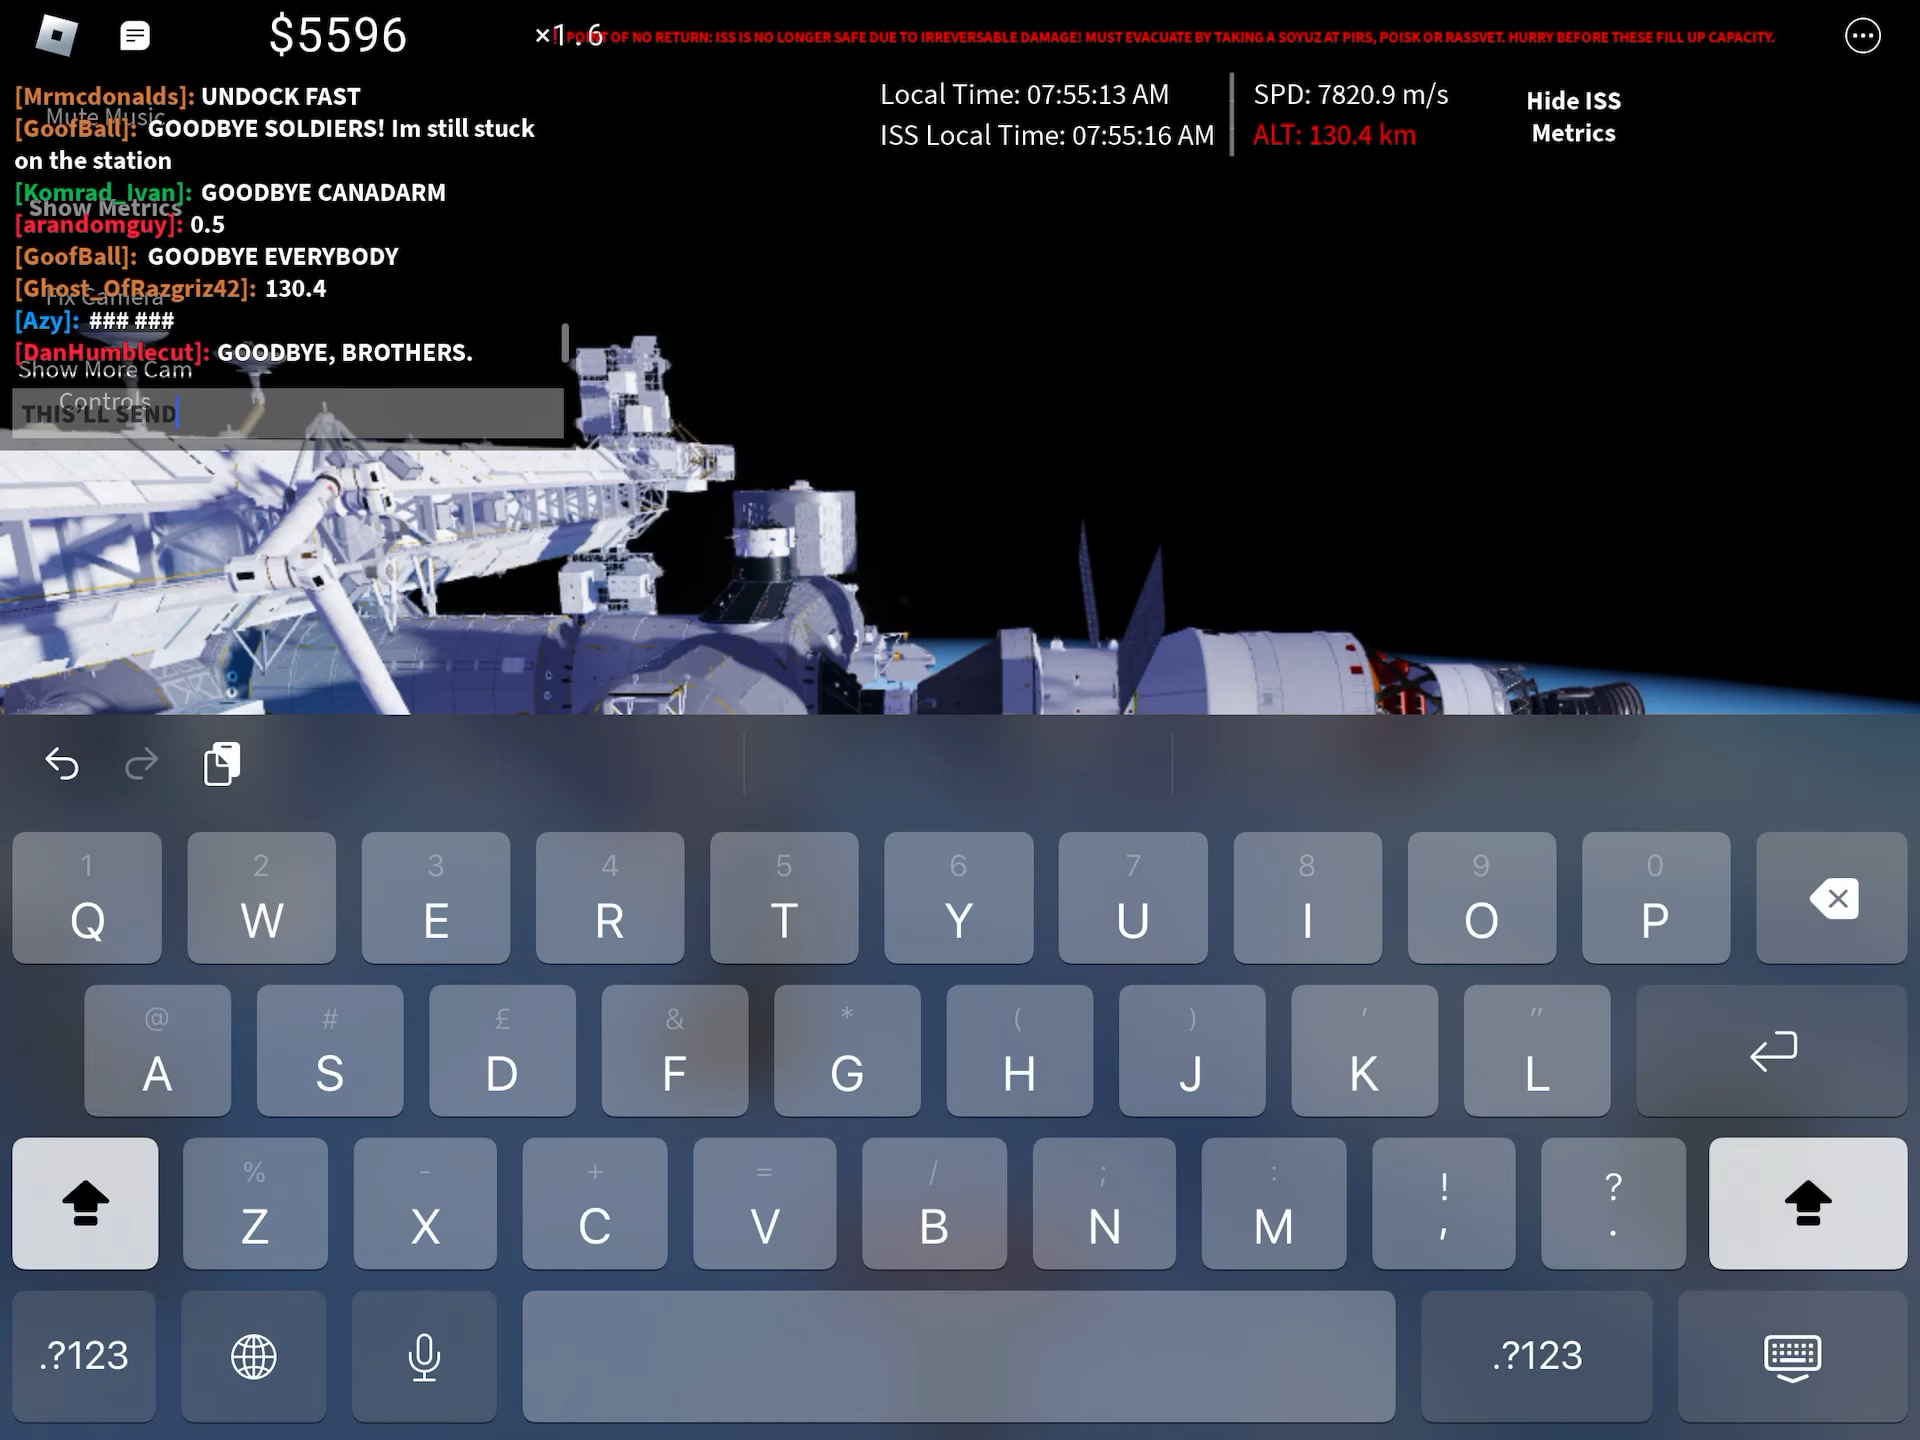 $5596
×1.6
POINT OF NO RETURN: ISS IS NO LONGER SAFE DUE TO IRREVERSABLE DAMAGE! MUST EVACUATE BY TAKING A SOYUZ AT PIRS, POISK OR RASSVET. HURRY BEFORE THESE FILL UP CAPACITY.
Local Time: 07:55:13 AM
ISS Local Time: 07:55:16 AM
SPD: 7820.9 m/s
ALT: 130.4 km
Hide ISS
Metrics
[Mrmcdonalds]: UNDOCK FAST
Mute Music
[GoofBall]: GOODBYE SOLDIERS! Im still stuck
on the station
[Komrad_Ivan]: GOODBYE CANADARM
Show Metrics
[arandomguy]: 0.5
[GoofBall]: GOODBYE EVERYBODY
[Ghost_OfRazgriz42]: 130.4
Fix Camera
[Azy]: ### ###
[DanHumblecut]: GOODBYE, BROTHERS.
Show More Cam
Controls
THIS'LL SEND
1 2 3 4 5 6 7 8 9 0
Q W E R T Y U I O P
@ # £ & * ( ) ' "
A S D F G H J K L
% - + = / ; : ! ?
Z X C V B N M , .
.?123 .?123